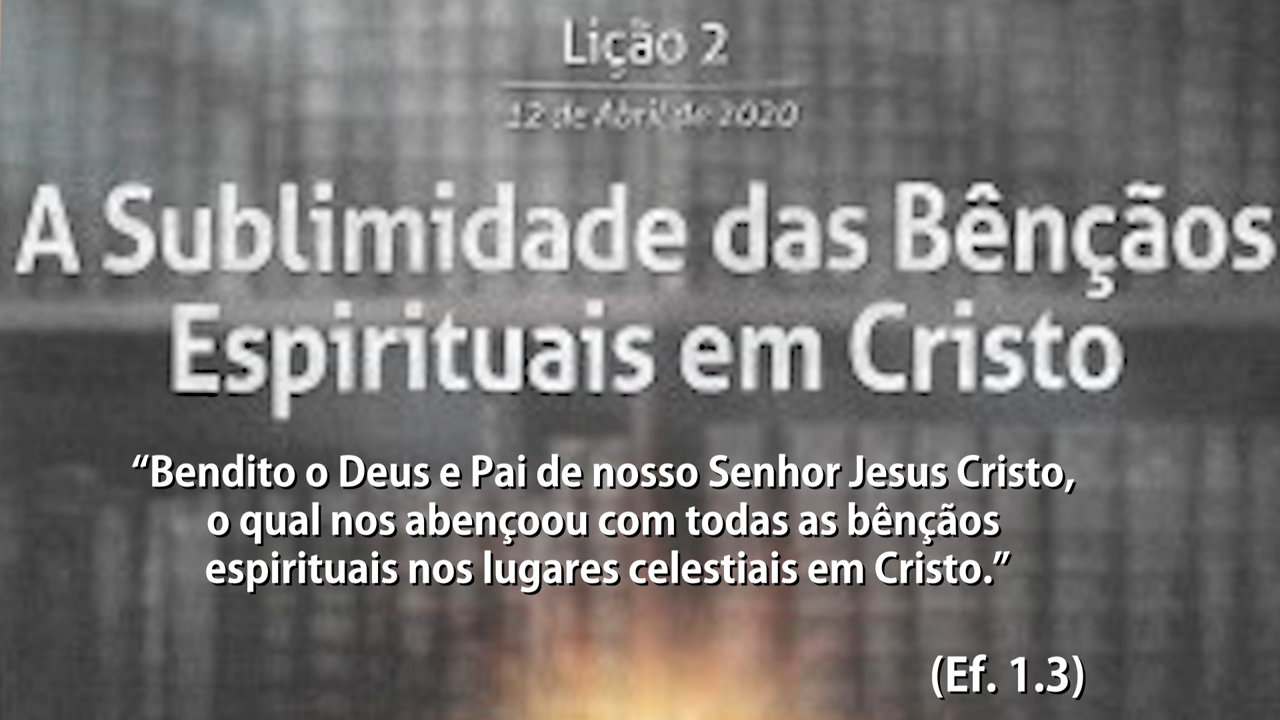 Lição 2
12 de Abril de 2020
A Sublimidade das Bênçãos
Espirituais em Cristo
“Bendito o Deus e Pai de nosso Senhor Jesus Cristo,
o qual nos abençoou com todas as bênçãos
espirituais nos lugares celestiais em Cristo.”
(Ef. 1.3)